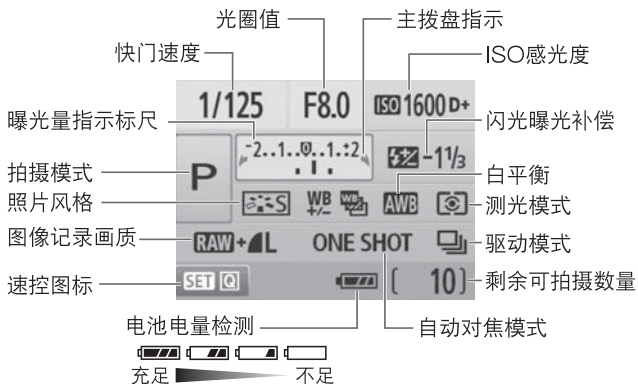 光圈值 主拨盘指示
快门速度 ISO感光度
1/125 F8.0 ISO 1600 D+
曝光量指示标尺 闪光曝光补偿
-2..1..0..1.:2 -1⅓
拍摄模式 P 白平衡
照片风格 S WB +/- WB AWB 测光模式
图像记录画质 RAW+L ONE SHOT 驱动模式
速控图标 SET Q [ 10] 剩余可拍摄数量
电池电量检测 自动对焦模式
充足 不足